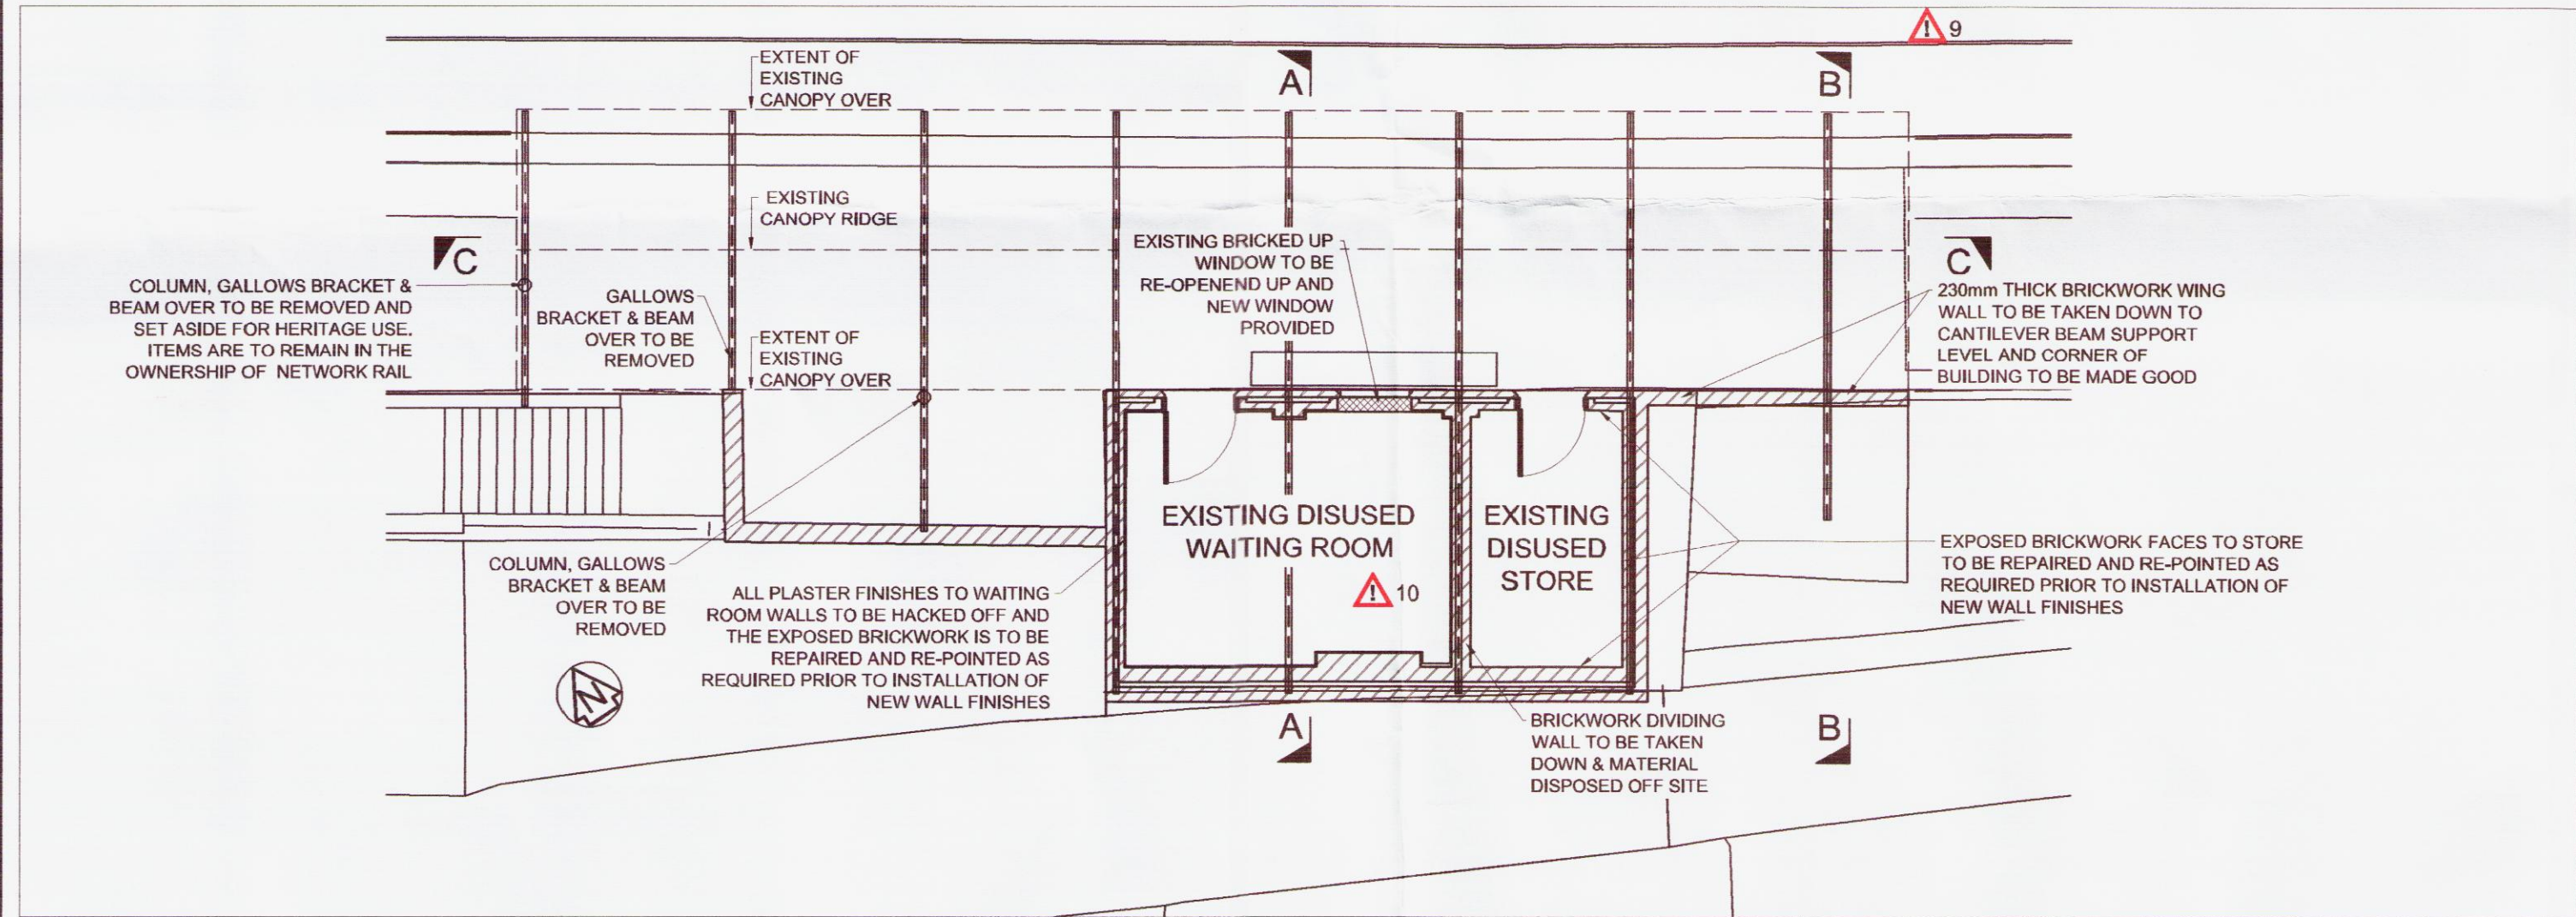 9
EXTENT OF
EXISTING
CANOPY OVER
A
B
EXISTING
CANOPY RIDGE
C
COLUMN, GALLOWS BRACKET &
BEAM OVER TO BE REMOVED AND
SET ASIDE FOR HERITAGE USE.
ITEMS ARE TO REMAIN IN THE
OWNERSHIP OF NETWORK RAIL
GALLOWS
BRACKET & BEAM
OVER TO BE
REMOVED
EXTENT OF
EXISTING
CANOPY OVER
EXISTING BRICKED UP
WINDOW TO BE
RE-OPENEND UP AND
NEW WINDOW
PROVIDED
C
230mm THICK BRICKWORK WING
WALL TO BE TAKEN DOWN TO
CANTILEVER BEAM SUPPORT
LEVEL AND CORNER OF
BUILDING TO BE MADE GOOD
EXISTING DISUSED
WAITING ROOM
10
EXISTING
DISUSED
STORE
EXPOSED BRICKWORK FACES TO STORE
TO BE REPAIRED AND RE-POINTED AS
REQUIRED PRIOR TO INSTALLATION OF
NEW WALL FINISHES
COLUMN, GALLOWS
BRACKET & BEAM
OVER TO BE
REMOVED
ALL PLASTER FINISHES TO WAITING
ROOM WALLS TO BE HACKED OFF AND
THE EXPOSED BRICKWORK IS TO BE
REPAIRED AND RE-POINTED AS
REQUIRED PRIOR TO INSTALLATION OF
NEW WALL FINISHES
N
A
BRICKWORK DIVIDING
WALL TO BE TAKEN
DOWN & MATERIAL
DISPOSED OFF SITE
B